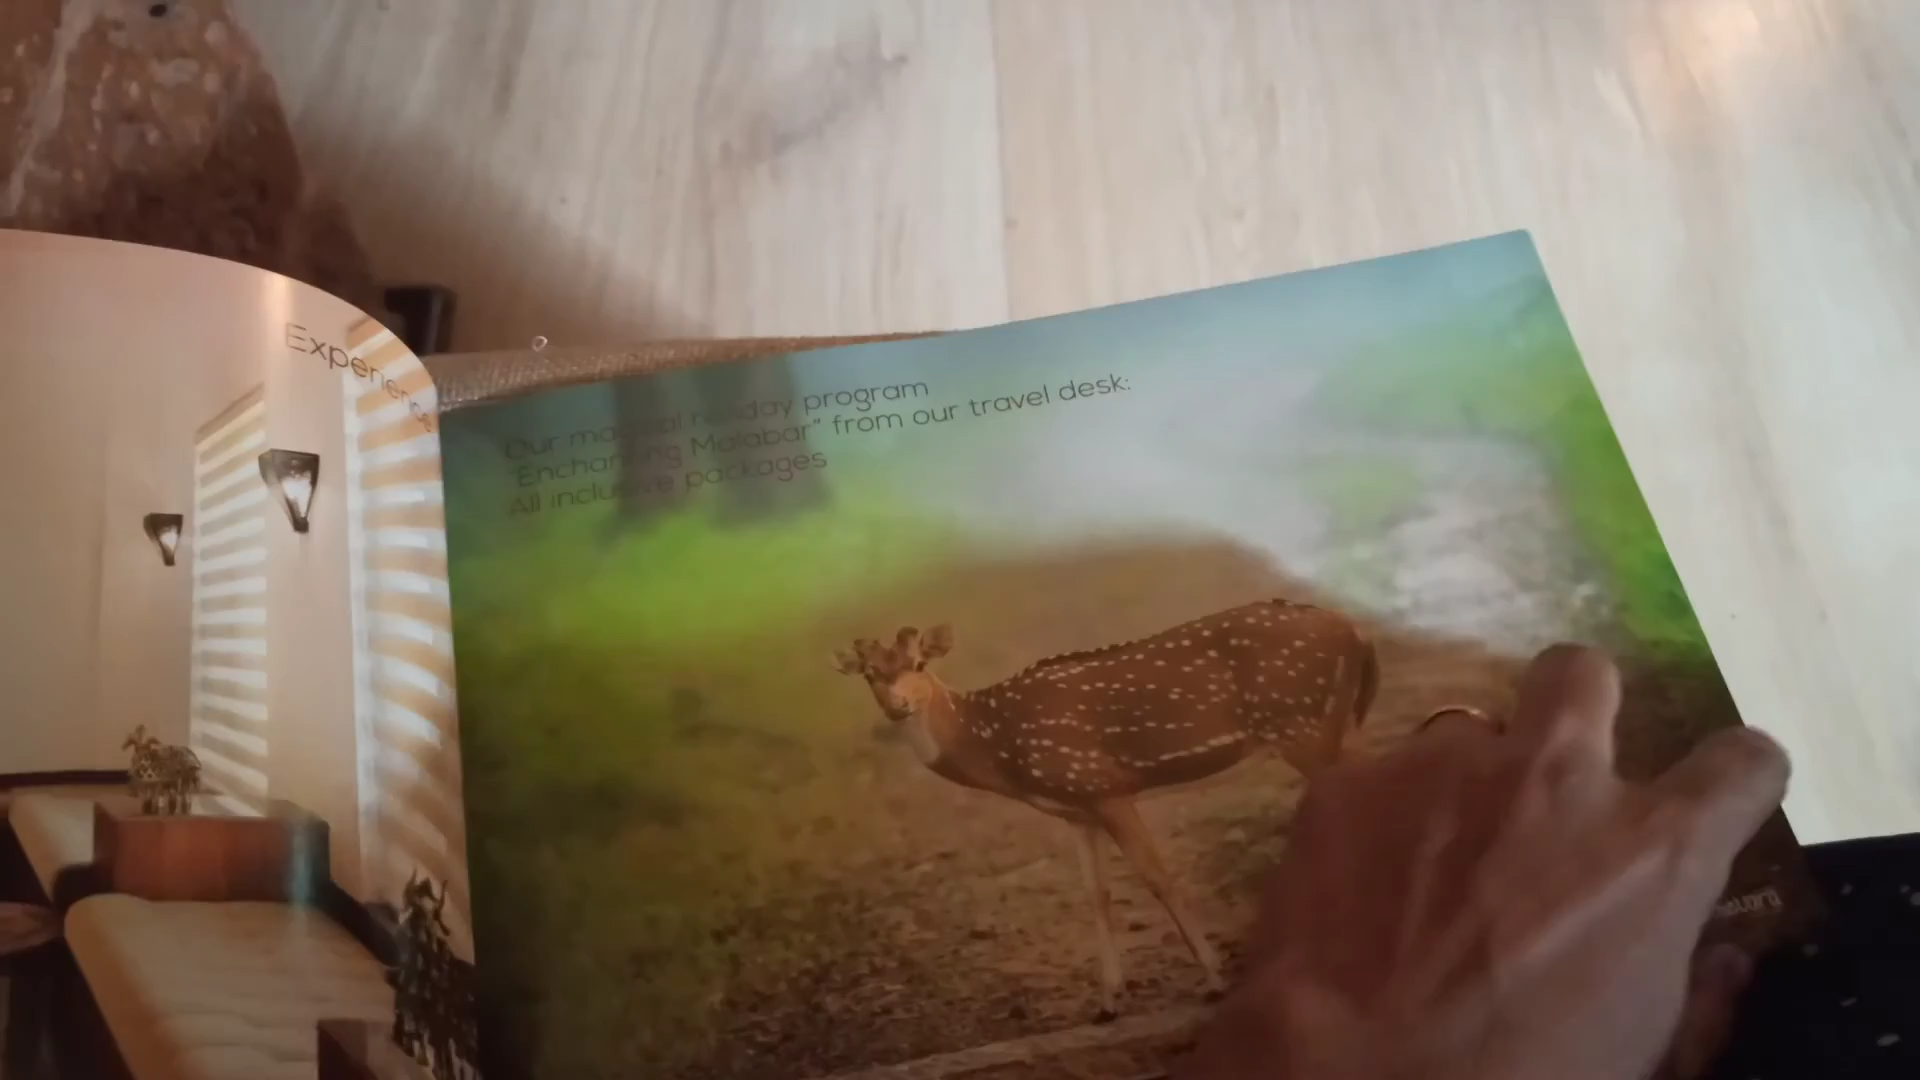 Experience
Our magical holiday program
"Enchanting Malabar" from our travel desk:
All inclusive packages